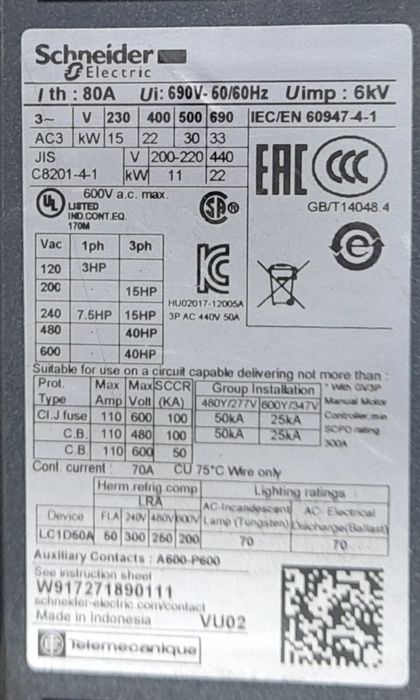 Schneider
Electric
I th : 80A Ui: 690V- 50/60Hz Uimp : 6kV
3~ V 230 400 500 690 IEC/EN 60947-4-1
AC3 kW 15 22 30 33
JIS V 200-220 440
C8201-4-1 kW 11 22
EAC CCC
GB/T14048.4
UL 600V a.c. max.
LISTED
IND.CONT.EQ.
170M
SA ®
e
Vac 1ph 3ph
120 3HP
200 15HP
240 7.5HP 15HP
480 40HP
600 40HP
HU02017-12005A
3P AC 440V 50A
Suitable for use on a circuit capable delivering not more than :
Prot. Max Max SCCR Group Installation * With GV3P
Type Amp Volt (KA) 480Y/277V 600Y/347V Manual Motor
Cl.J fuse 110 600 100 50kA 25kA Controller, min
C.B. 110 480 100 50kA 25kA SCPD rating
C.B. 110 600 50 300A
Cont. current : 70A CU 75°C Wire only
Herm.refrig.comp Lighting ratings
LRA AC-Incandescent AC- Electrical
Device FLA 240V 480V 600V Lamp (Tungsten) Discharge(Ballast)
LC1D60A 60 300 260 200 70 70
Auxiliary Contacts : A600-P600
See instruction sheet
W917271890111
schneider-electric.com/contact
Made in Indonesia VU02
Telemecanique